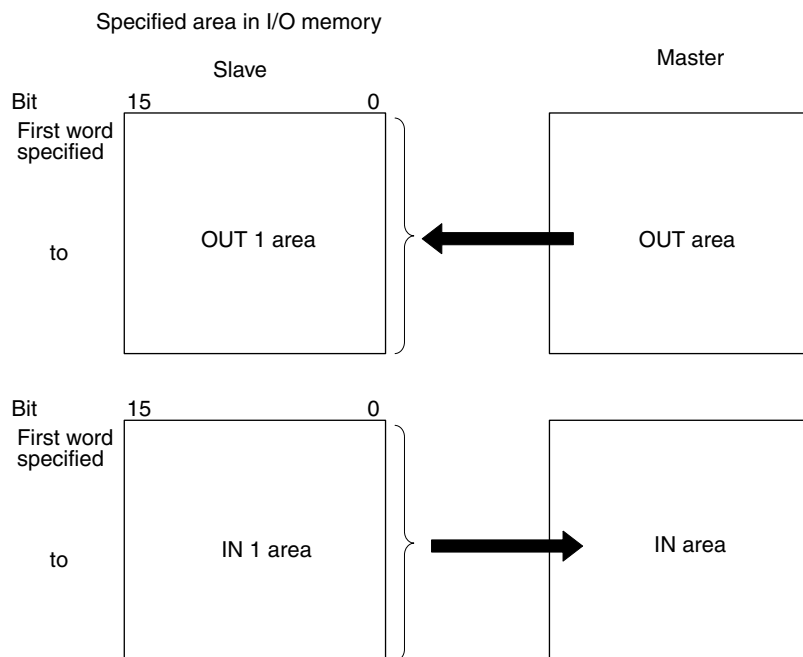 Specified area in I/O memory
Slave
Master
Bit 15 0
First word
specified
to
OUT 1 area
OUT area
Bit 15 0
First word
specified
to
IN 1 area
IN area